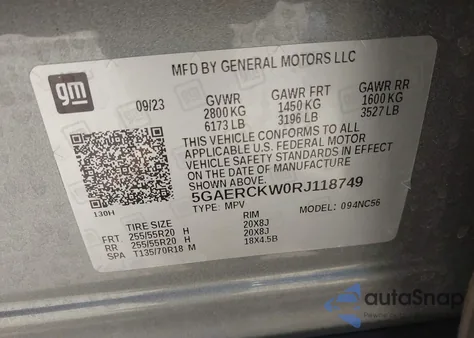 gm
MFD BY GENERAL MOTORS LLC
09/23 GVWR GAWR FRT GAWR RR
2800 KG 1450 KG 1600 KG
6173 LB 3196 LB 3527 LB
THIS VEHICLE CONFORMS TO ALL
APPLICABLE U.S. FEDERAL MOTOR
VEHICLE SAFETY STANDARDS IN EFFECT
ON THE DATE OF MANUFACTURE
5GAERCKW0RJ118749
TYPE: MPV MODEL: 094NC56
130H
TIRE SIZE RIM
FRT 255/55R20 H 20X8J
RR 255/55R20 H 20X8J
SPA T135/70R18 M 18X4.5B
autoSnap